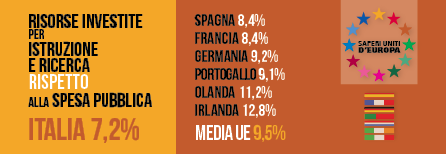 RISORSE INVESTITE
PER
ISTRUZIONE
E RICERCA
RISPETTO
ALLA SPESA PUBBLICA
ITALIA 7,2%
SPAGNA 8,4%
FRANCIA 8,4%
GERMANIA 9,2%
PORTOGALLO 9,1%
OLANDA 11,2%
IRLANDA 12,8%
MEDIA UE 9,5%
SAPERI UNITI
D'EUROPA